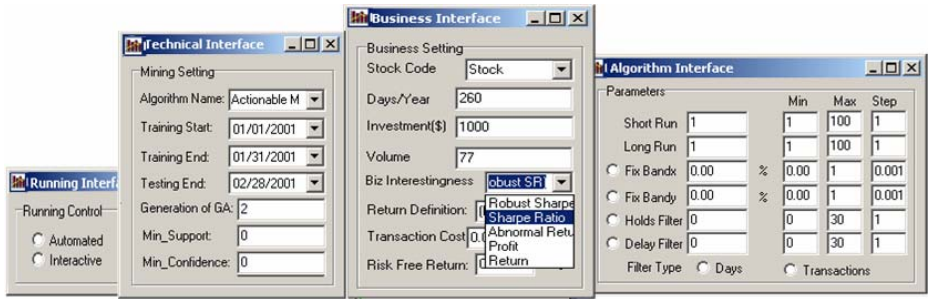 Running Interfa
Running Control
Automated
Interactive
Technical Interface
Mining Setting
Algorithm Name: Actionable M
Training Start: 01/01/2001
Training End: 01/31/2001
Testing End: 02/28/2001
Generation of GA: 2
Min_Support: 0
Min_Confidence: 0
Business Interface
Business Setting
Stock Code Stock
Days/Year 260
Investment($) 1000
Volume 77
Biz Interestingness obust SR
Robust Sharpe
Sharpe Ratio
Abnormal Retu
Profit
Return
Return Definition:
Transaction Cost 0.0
Risk Free Return:
Algorithm Interface
Parameters
Min Max Step
Short Run 1 1 100 1
Long Run 1 1 100 1
Fix Bandx 0.00 % 0.00 1 0.001
Fix Bandy 0.00 % 0.00 1 0.001
Holds Filter 0 0 30 1
Delay Filter 0 0 30 1
Filter Type Days Transactions